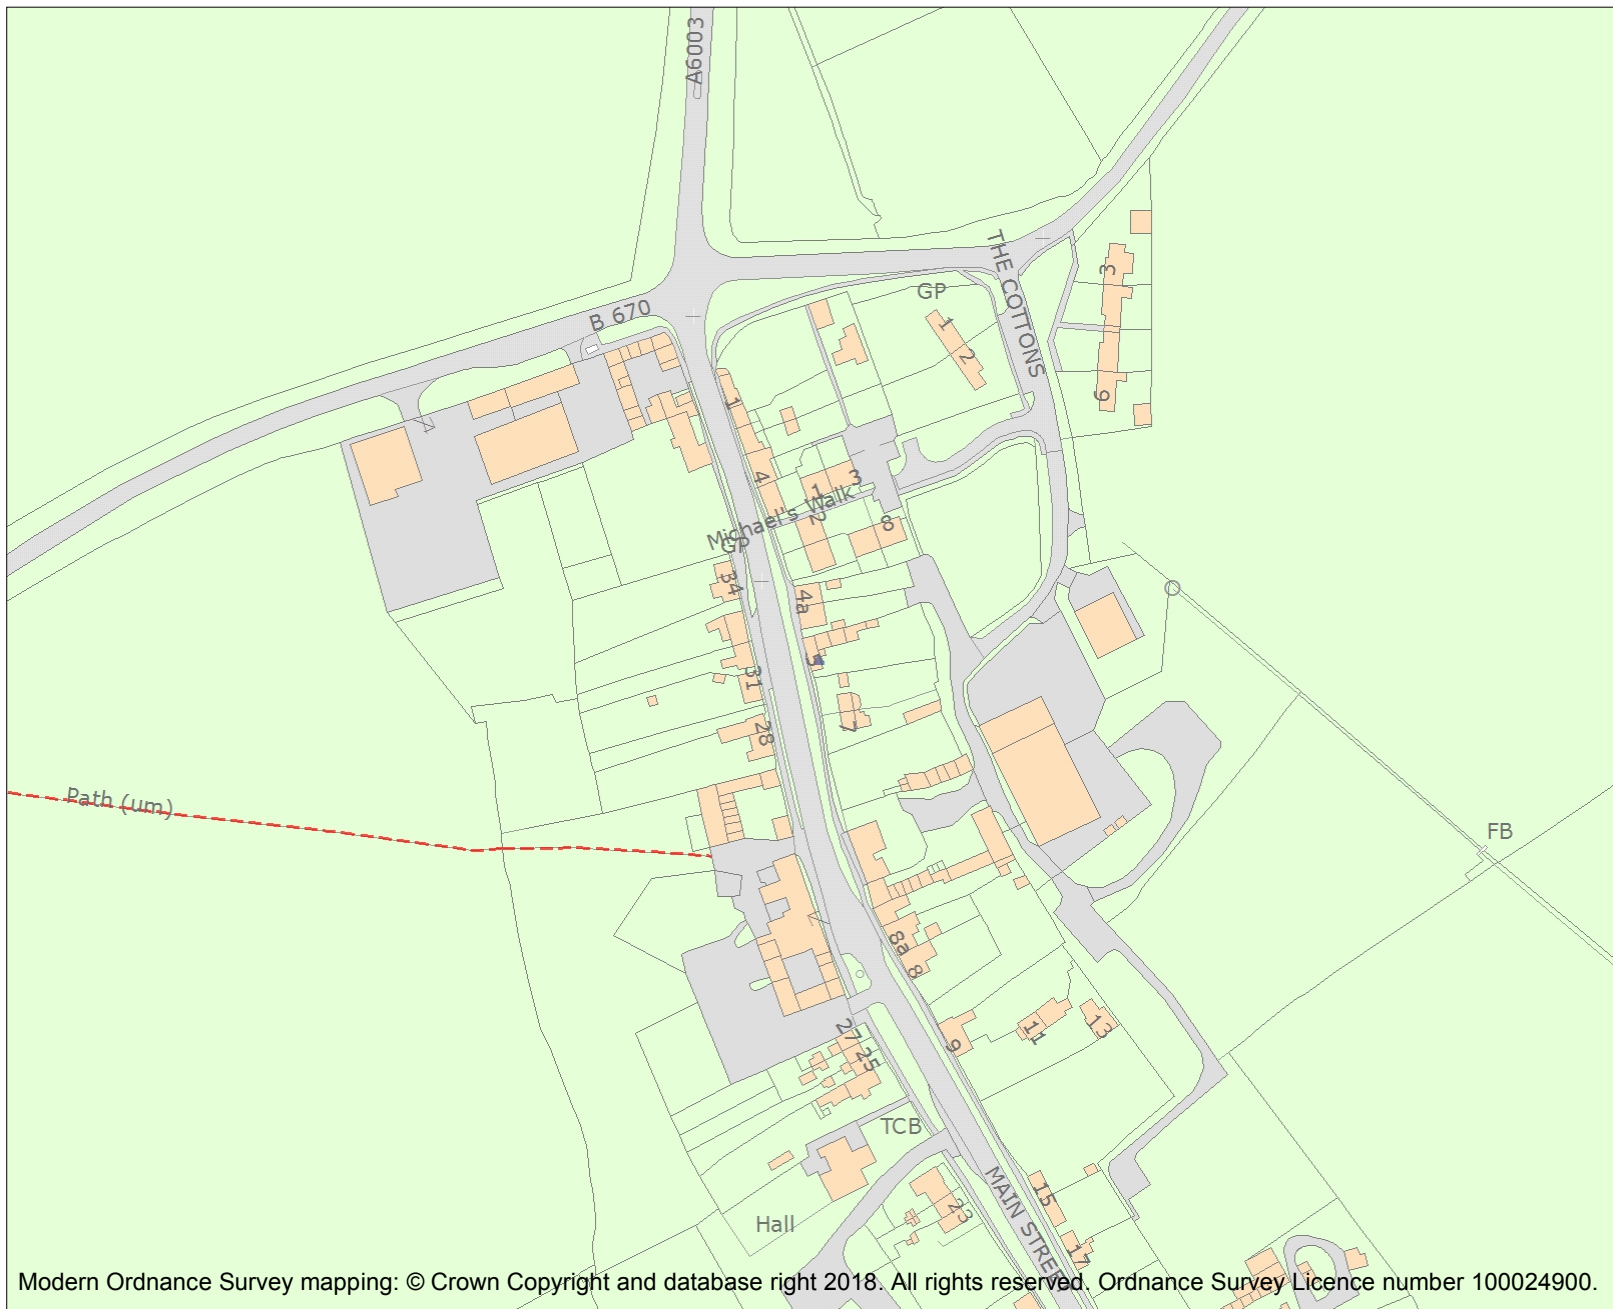 A6003
THE COTTONS
3
GP
B 670
1
2
6
1
4
3
1
Michael's Walk
2
8
GP
34
4a
5
31
7
28
Path (um)
FB
8a
8
27
25
9
11
13
TCB
MAIN STREET
15
23
Hall
17
Modern Ordnance Survey mapping: © Crown Copyright and database right 2018. All rights reserved. Ordnance Survey Licence number 100024900.